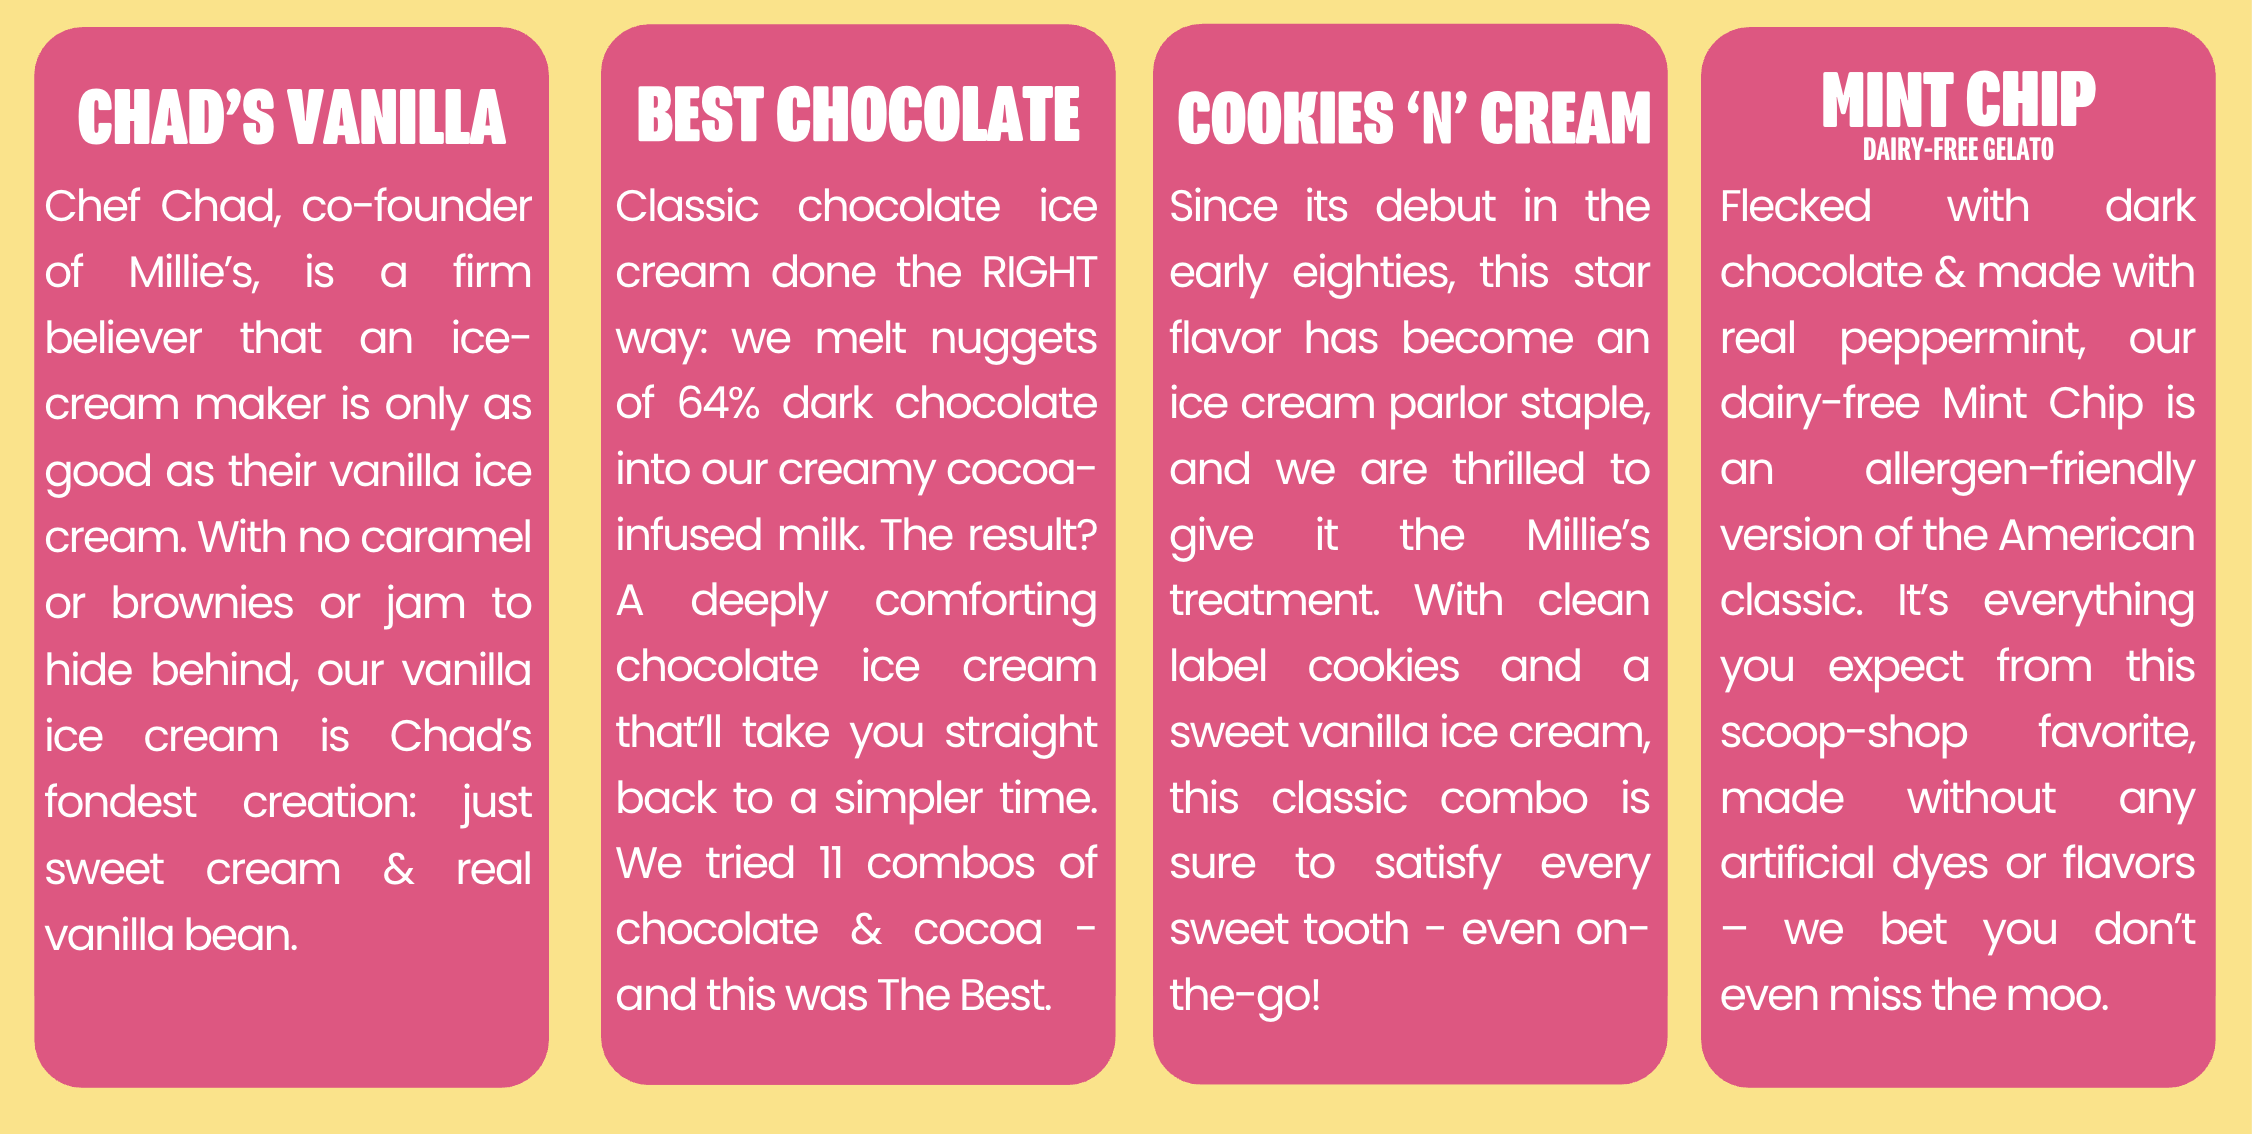 CHAD'S VANILLA
Chef Chad, co-founder
of Millie's, is a firm
believer that an ice-
cream maker is only as
good as their vanilla ice
cream. With no caramel
or brownies or jam to
hide behind, our vanilla
ice cream is Chad's
fondest creation: just
sweet cream & real
vanilla bean.
BEST CHOCOLATE
Classic chocolate ice
cream done the RIGHT
way: we melt nuggets
of 64% dark chocolate
into our creamy cocoa-
infused milk. The result?
A deeply comforting
chocolate ice cream
that'll take you straight
back to a simpler time.
We tried 11 combos of
chocolate & cocoa -
and this was The Best.
COOKIES ‘N’ CREAM
Since its debut in the
early eighties, this star
flavor has become an
ice cream parlor staple,
and we are thrilled to
give it the Millie's
treatment. With clean
label cookies and a
sweet vanilla ice cream,
this classic combo is
sure to satisfy every
sweet tooth - even on-
the-go!
MINT CHIP
DAIRY-FREE GELATO
Flecked with dark
chocolate & made with
real peppermint, our
dairy-free Mint Chip is
an allergen-friendly
version of the American
classic. It's everything
you expect from this
scoop-shop favorite,
made without any
artificial dyes or flavors
– we bet you don't
even miss the moo.